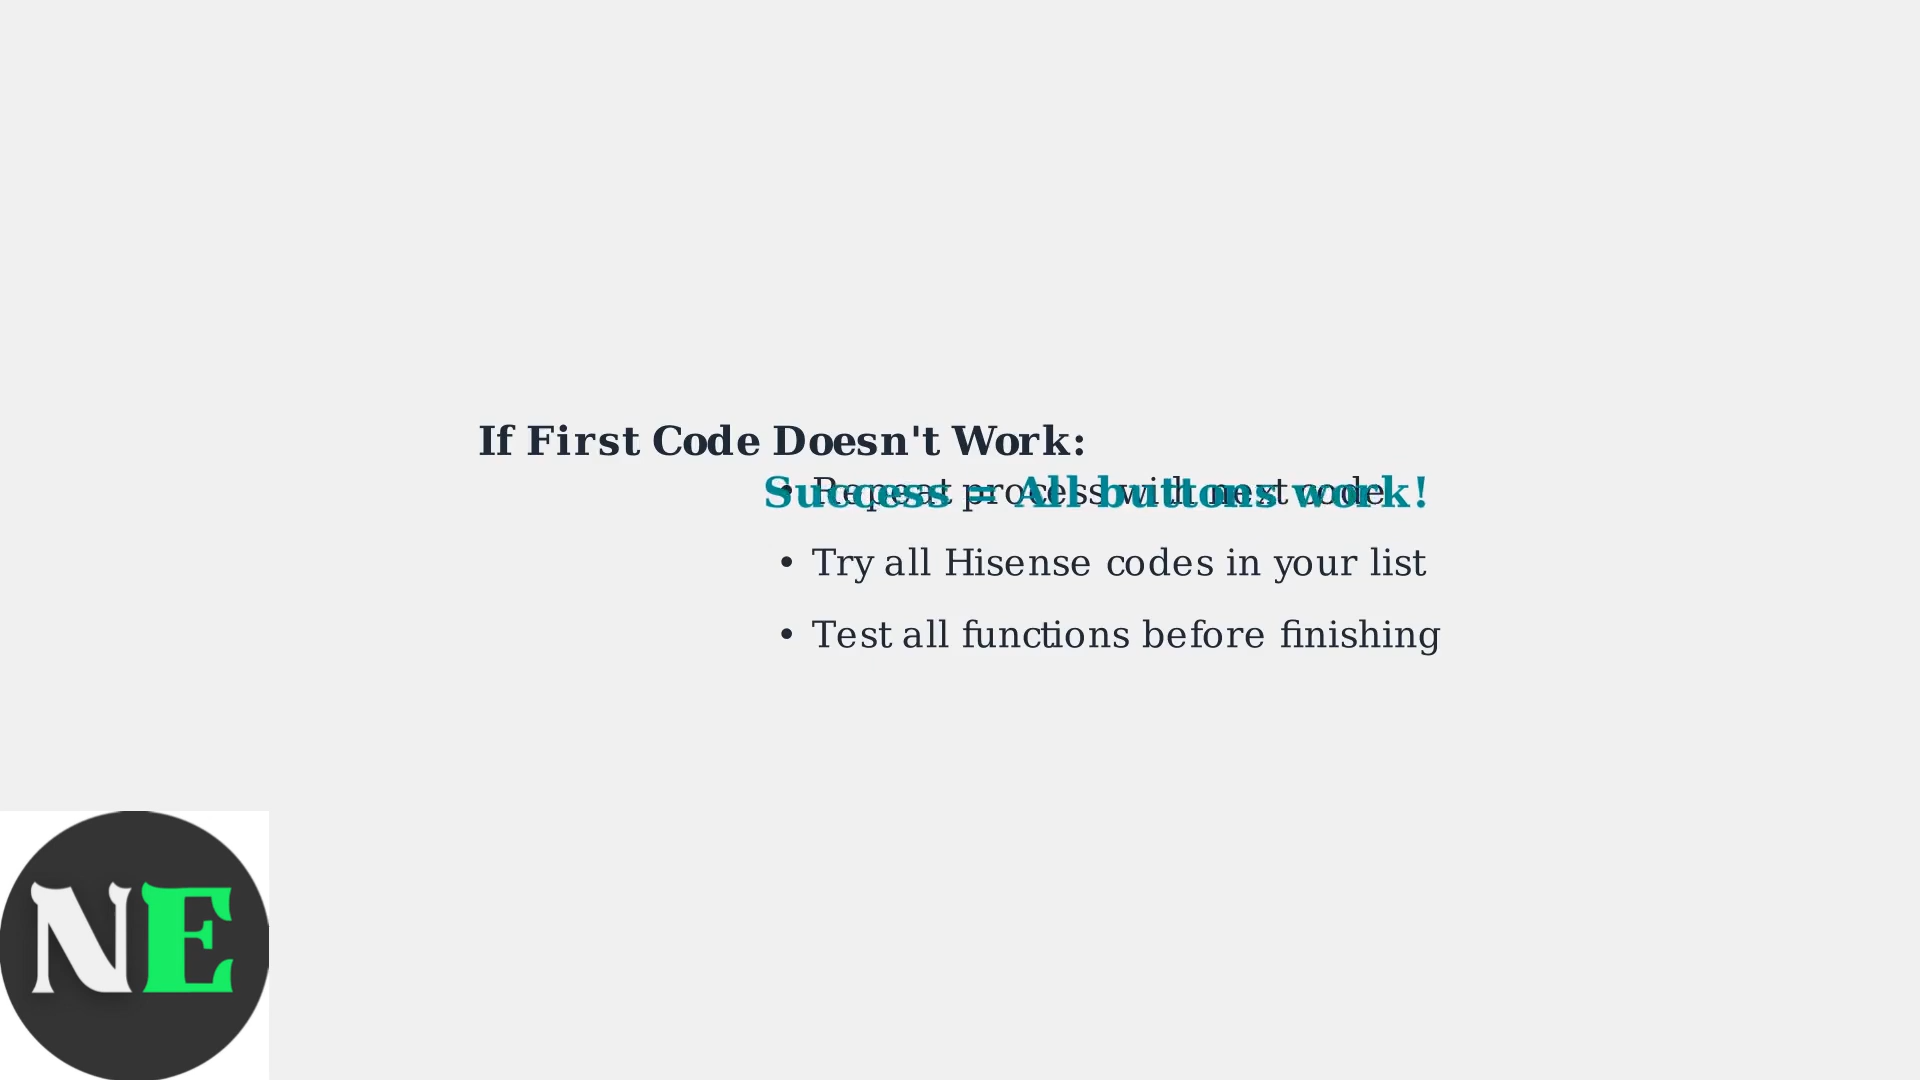 If First Code Doesn't Work:
• Repeat process with next code
Success = All buttons work!
• Try all Hisense codes in your list
• Test all functions before finishing
NE